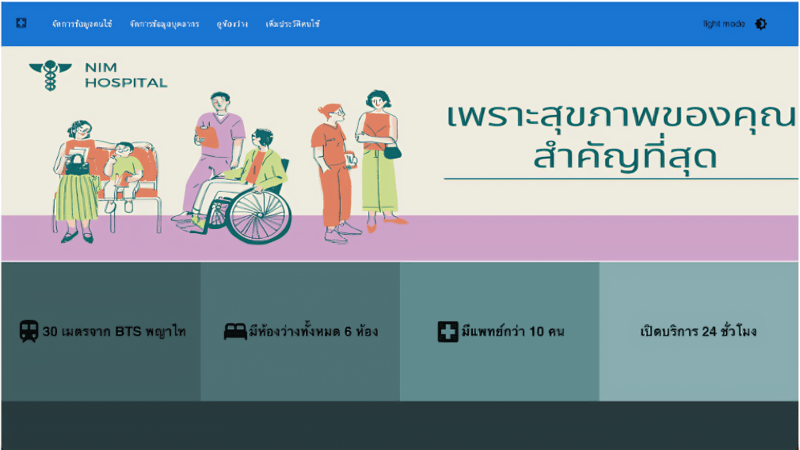 จัดการข้อมูลคนไข้ จัดการข้อมูลบุคลากร ดูห้องว่าง เพิ่มประวัติคนไข้ light mode
NIM
HOSPITAL
เพราะสุขภาพของคุณ
สำคัญที่สุด
30 เมตรจาก BTS พญาไท
มีห้องว่างทั้งหมด 6 ห้อง
มีแพทย์กว่า 10 คน
เปิดบริการ 24 ชั่วโมง